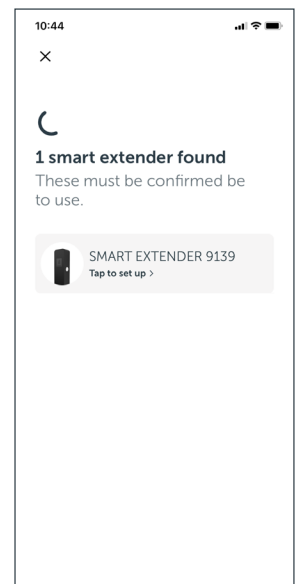 10:44
1 smart extender found
These must be confirmed be
to use.
SMART EXTENDER 9139
Tap to set up >